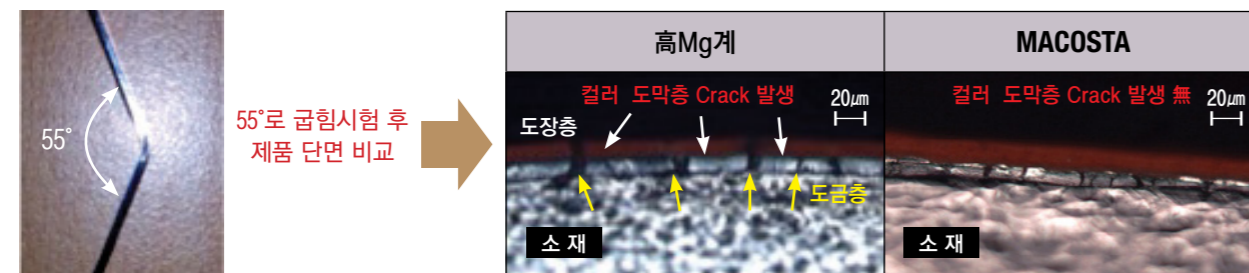 55°
55°로 굽힘시험 후
제품 단면 비교
高Mg계
MACOSTA
컬러 도막층 Crack 발생
20㎛
도장층
도금층
소 재
컬러 도막층 Crack 발생 無
20㎛
소 재